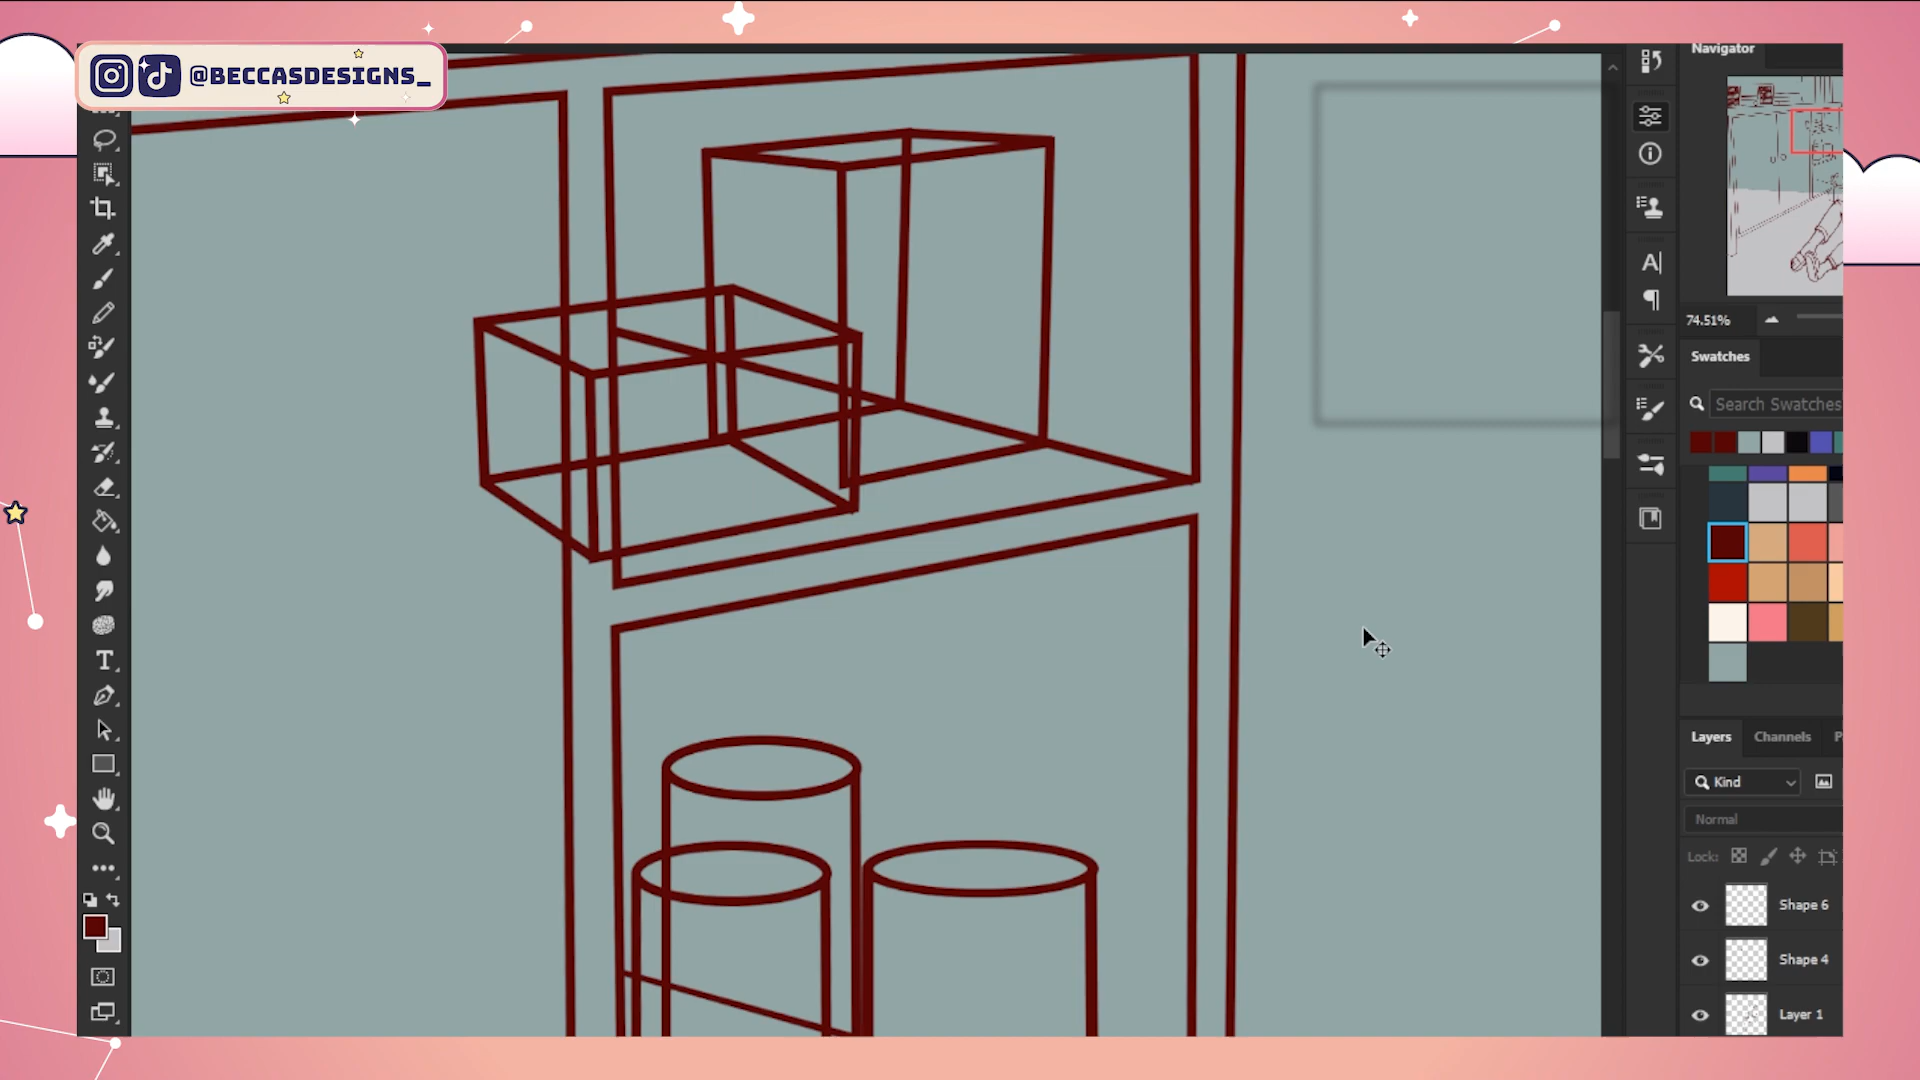 @BECCASDESIGNS_
Navigator
74.51%
Swatches
Search Swatches
Layers Channels P
Kind
Normal
Lock:
Shape 6
Shape 4
Layer 1